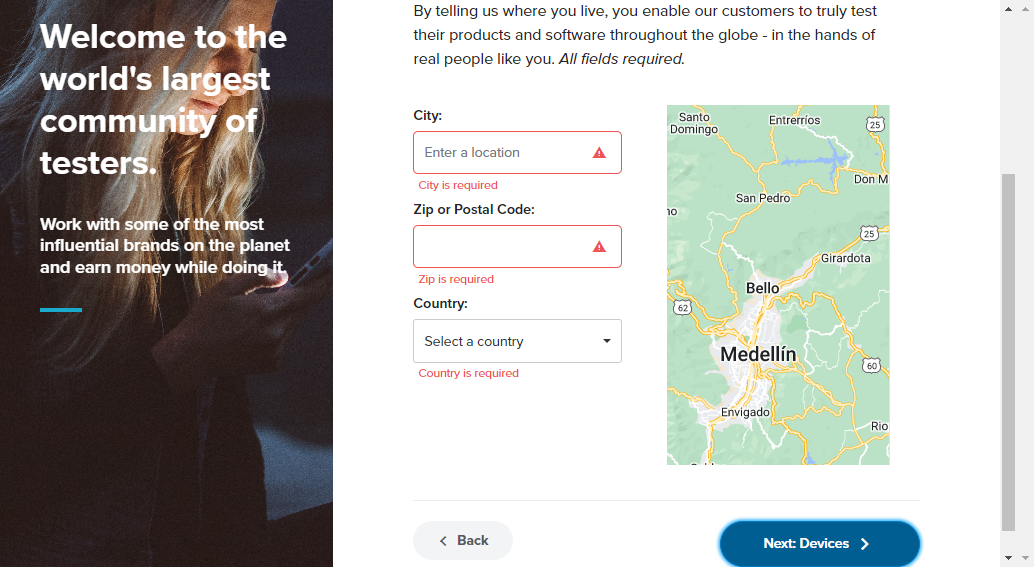 Welcome to the
world's largest
community of
testers.
Work with some of the most
influential brands on the planet
and earn money while doing it.
By telling us where you live, you enable our customers to truly test
their products and software throughout the globe - in the hands of
real people like you. All fields required.
City:
Enter a location
City is required
Zip or Postal Code:
Zip is required
Country:
Select a country
Country is required
Santo
Domingo
Entrerríos
25
Don M
San Pedro
25
Girardota
Bello
62
Medellín
60
Envigado
Rio
Back
Next: Devices